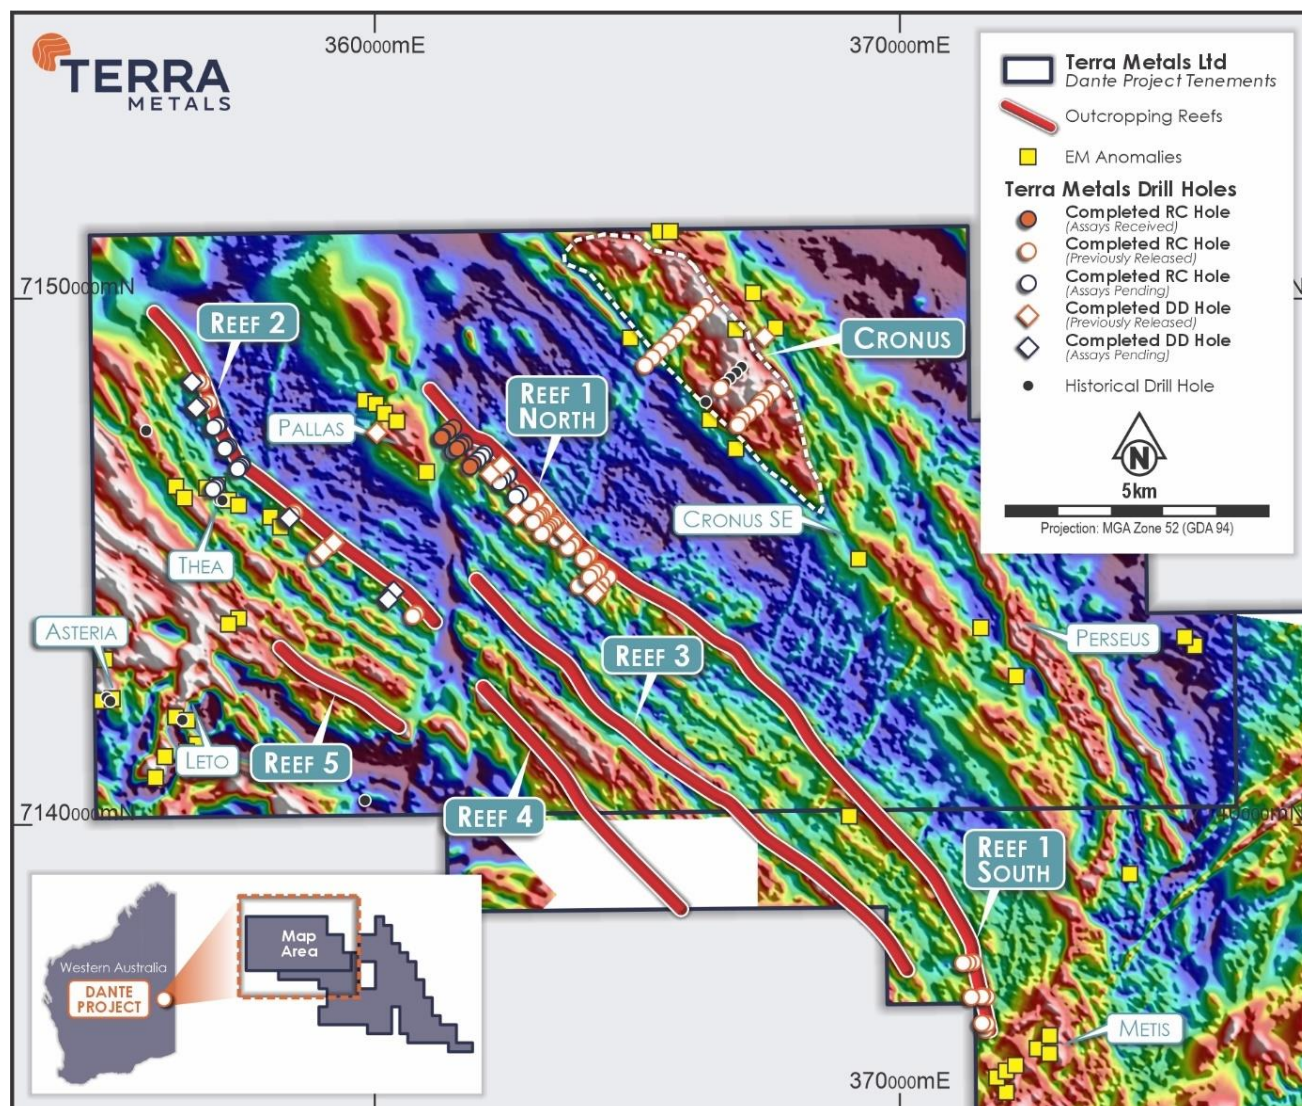 360000mE
370000mE
TERRA
METALS
Terra Metals Ltd
Dante Project Tenements
Outcropping Reefs
EM Anomalies
Terra Metals Drill Holes
Completed RC Hole
(Assays Received)
Completed RC Hole
(Previously Released)
Completed RC Hole
(Assays Pending)
Completed DD Hole
(Previously Released)
Completed DD Hole
(Assays Pending)
Historical Drill Hole
N
5km
Projection: MGA Zone 52 (GDA 94)
7150000mN
REEF 2
CRONUS
REEF 1
NORTH
PALLAS
CRONUS SE
THEA
ASTERIA
PERSEUS
REEF 3
LETO
REEF 5
REEF 4
7140000mN
REEF 1
SOUTH
Western Australia
DANTE
PROJECT
Map
Area
METIS
370000mE